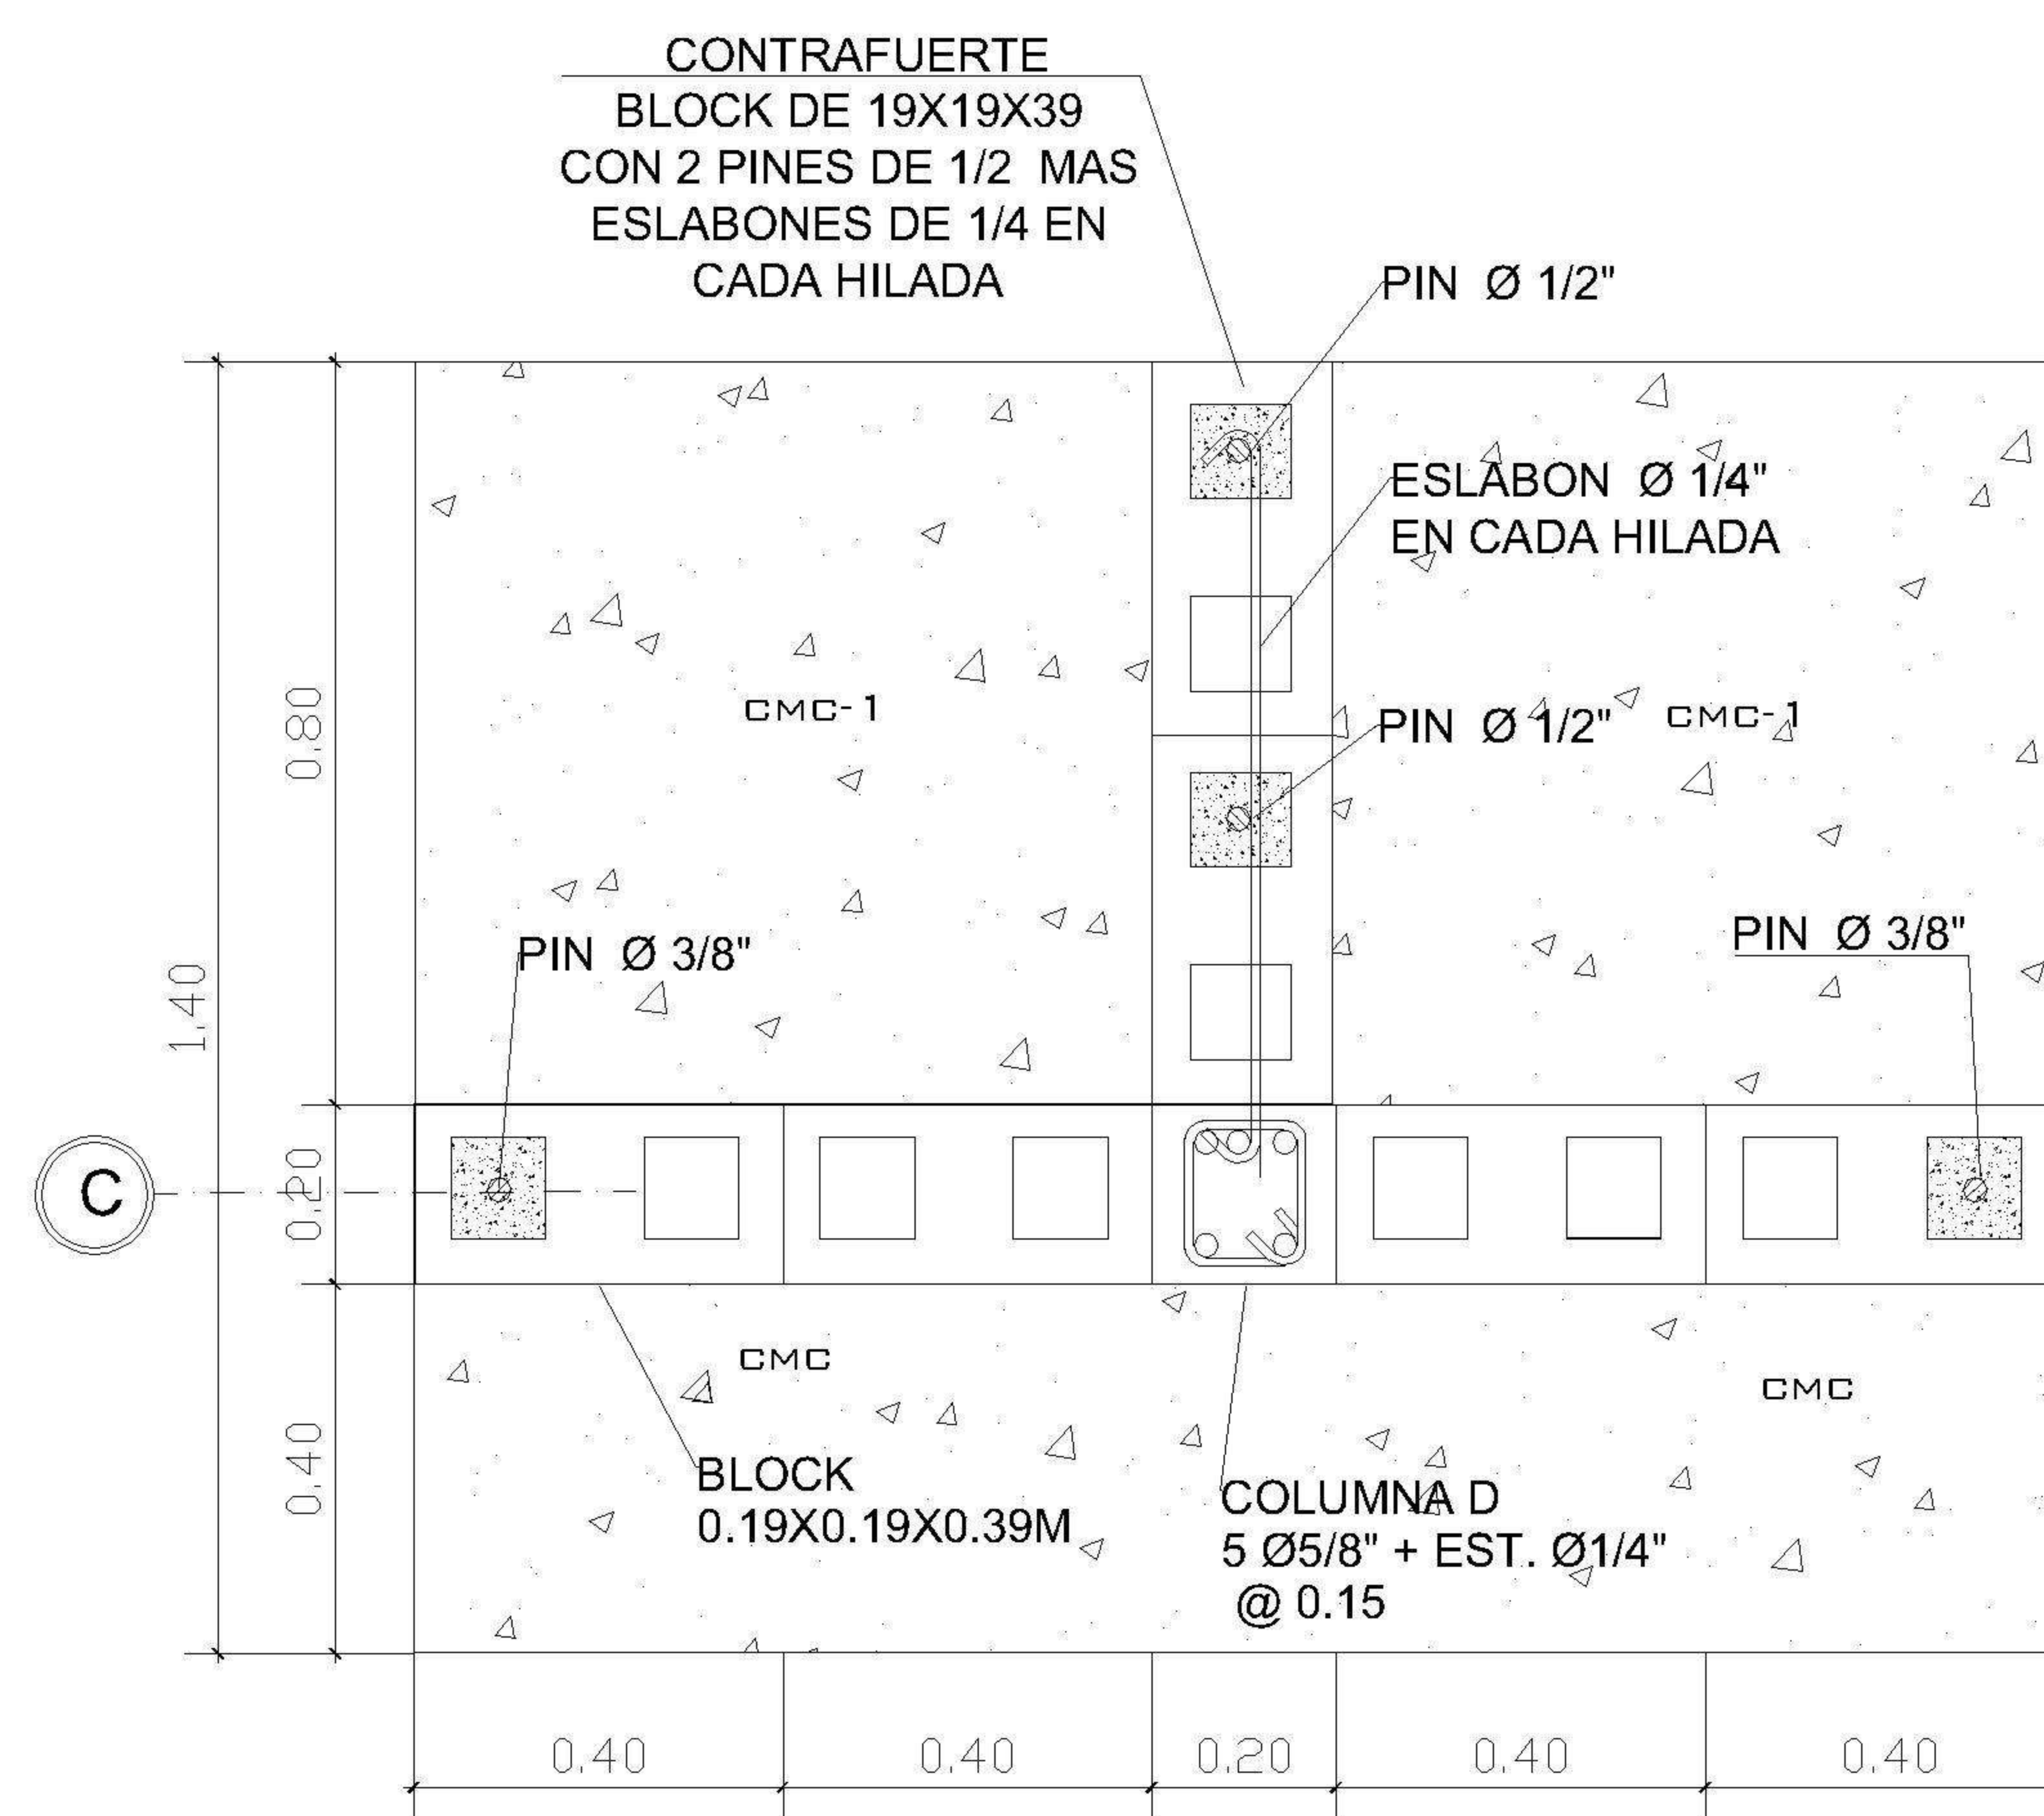 CONTRAFUERTE
BLOCK DE 19X19X39
CON 2 PINES DE 1/2 MAS
ESLABONES DE 1/4 EN
CADA HILADA
PIN Ø 1/2"
ESLABON Ø 1/4"
EN CADA HILADA
CMC-1
PIN Ø 1/2"
CMC-1
0.80
PIN Ø 3/8"
PIN Ø 3/8"
1.40
C
0.20
CMC
CMC
0.40
BLOCK
0.19X0.19X0.39M
COLUMNA D
5 Ø5/8" + EST. Ø1/4"
@ 0.15
0.40
0.40
0.20
0.40
0.40